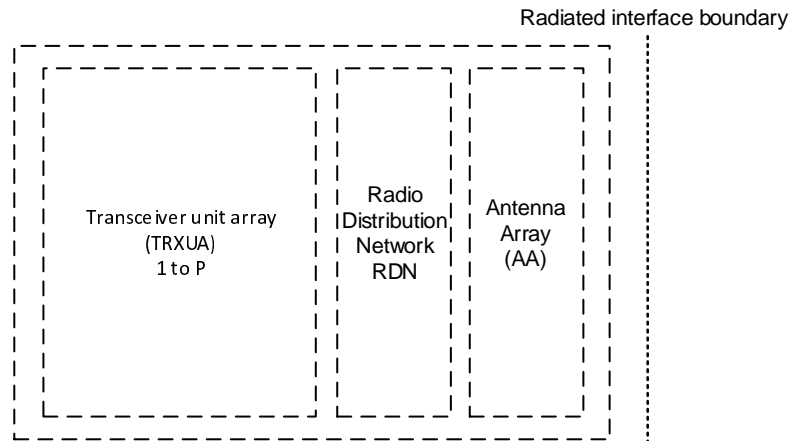 Radiated interface boundary
Transceiver unit array
(TRXUA)
1 to P
Radio
Distribution
Network
RDN
Antenna
Array
(AA)